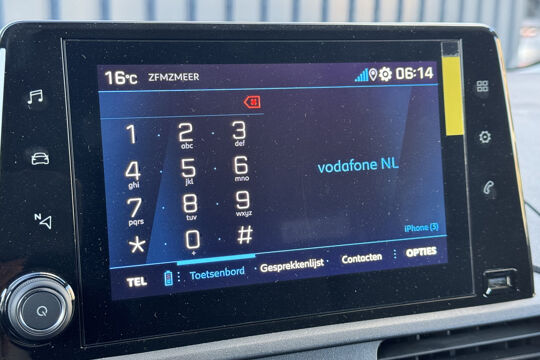 16°C ZFMZMEER 06:14
1 2 abc 3 def
4 ghi 5 jkl 6 mno
7 pqrs 8 tuv 9 wxyz
* 0 + #
vodafone NL
iPhone (3)
TEL Toetsenbord Gesprekkenlijst Contacten OPTIES
N